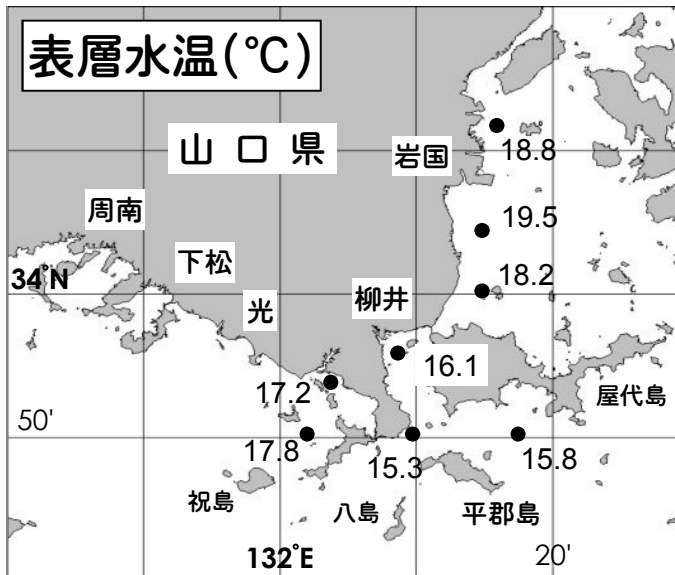 表層水温(℃)
山口県
岩国
18.8
周南
19.5
下松
34°N
18.2
光
柳井
16.1
17.2
屋代島
50'
17.8
15.3
15.8
祝島
八島
平郡島
132°E
20'